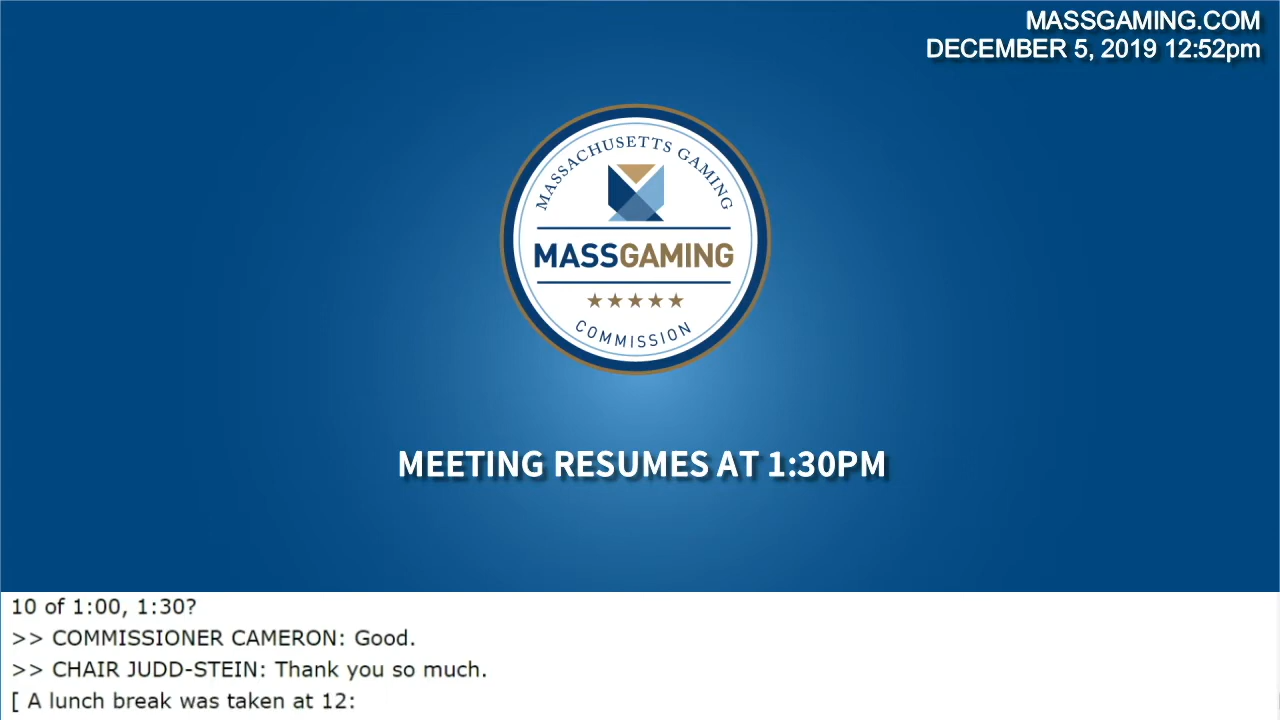 MASSGAMING.COM
DECEMBER 5, 2019 12:52pm
MASSACHUSETTS GAMING
MASSGAMING
COMMISSION
MEETING RESUMES AT 1:30PM
10 of 1:00, 1:30?
>> COMMISSIONER CAMERON: Good.
>> CHAIR JUDD-STEIN: Thank you so much.
[ A lunch break was taken at 12: